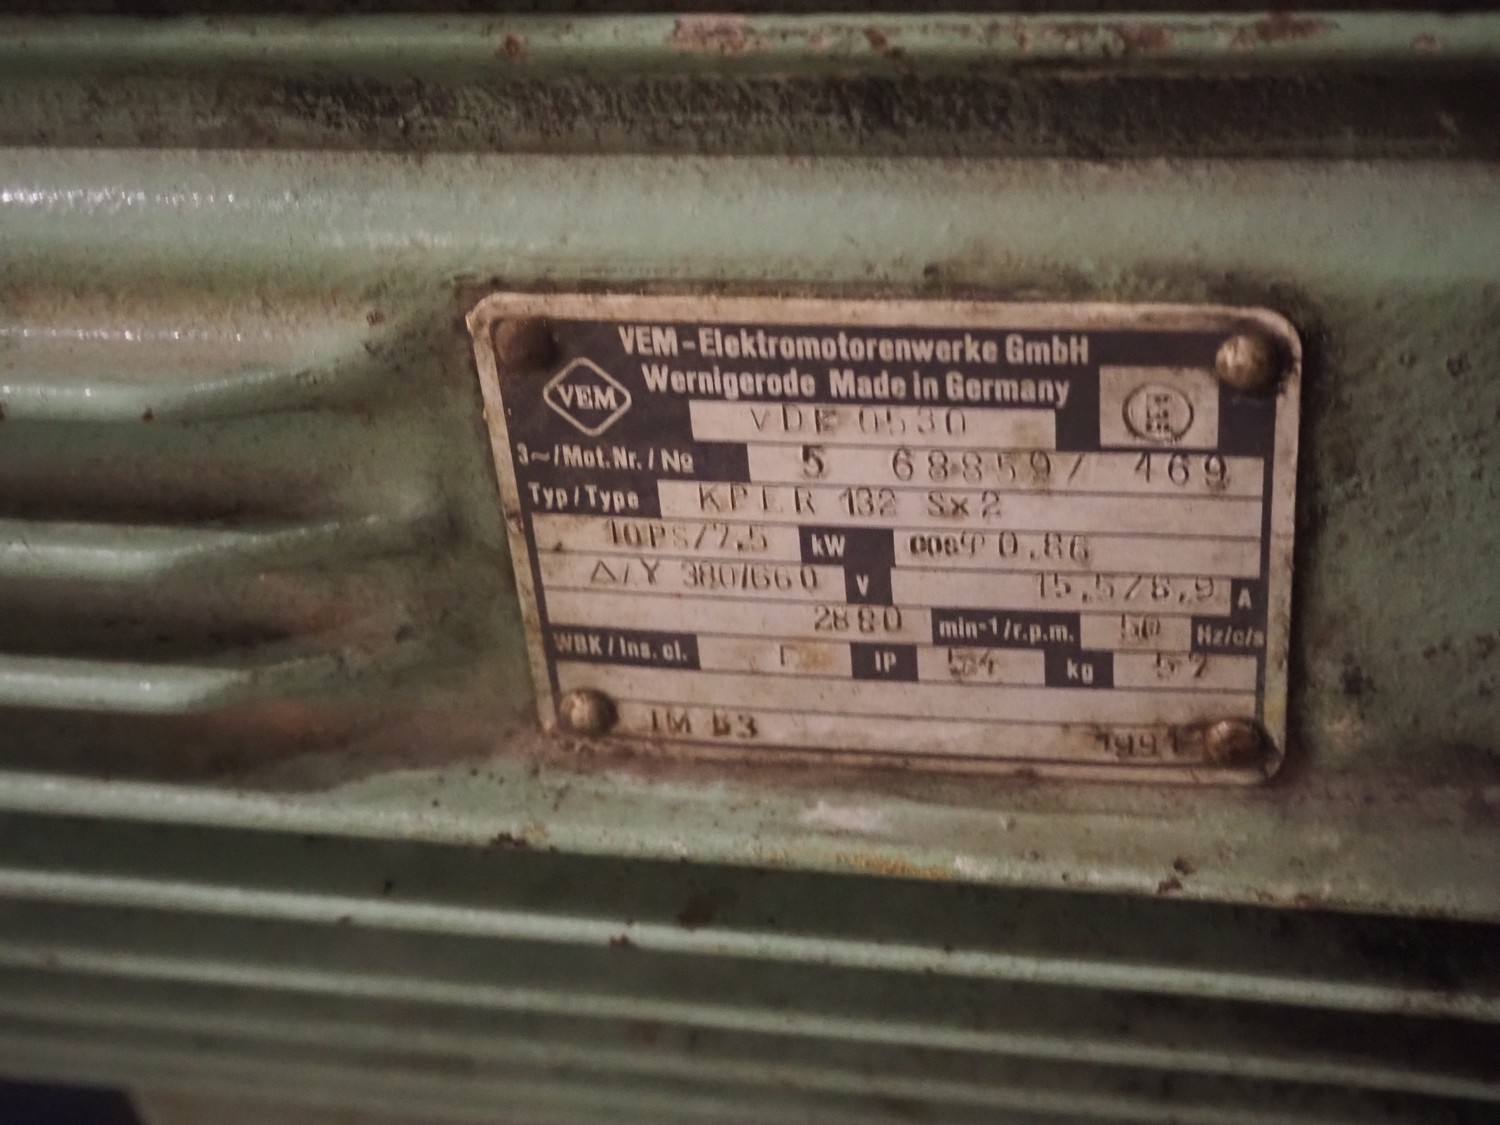 VEM-Elektromotorenwerke GmbH
VEM
Wernigerode Made in Germany
VDE 0530
3~/Mot.Nr./No 5 688597 469
Typ/Type KPER 132 Sx2
10PS/7.5 kW cosφ 0.86
Δ/Y 380/660 V 15.5/8.9 A
2880 min-1/r.p.m. 50 Hz/c/s
WBK/Ins.cl. F IP 54 kg 57
IM B3 1991